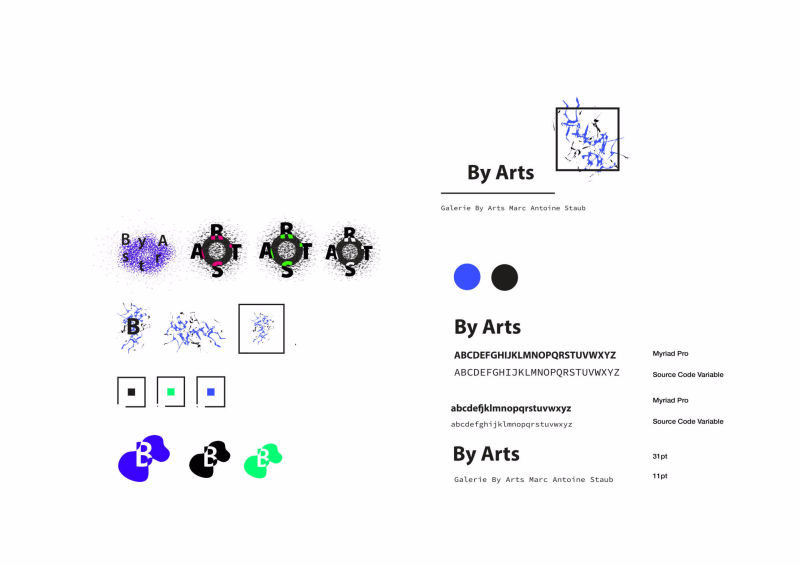 By Arts
Galerie By Arts Marc Antoine Staub
B y A
s t r
R
A T
S
R
A T
S
R
A T
S
B
B
B
B
By Arts
ABCDEFGHIJKLMNOPQRSTUVWXYZ Myriad Pro
ABCDEFGHIJKLMNOPQRSTUVWXYZ Source Code Variable
abcdefjklmnopqrstuvwxyz Myriad Pro
abcdefghijklmnopqrstuvwxyz Source Code Variable
By Arts 31pt
Galerie By Arts Marc Antoine Staub 11pt